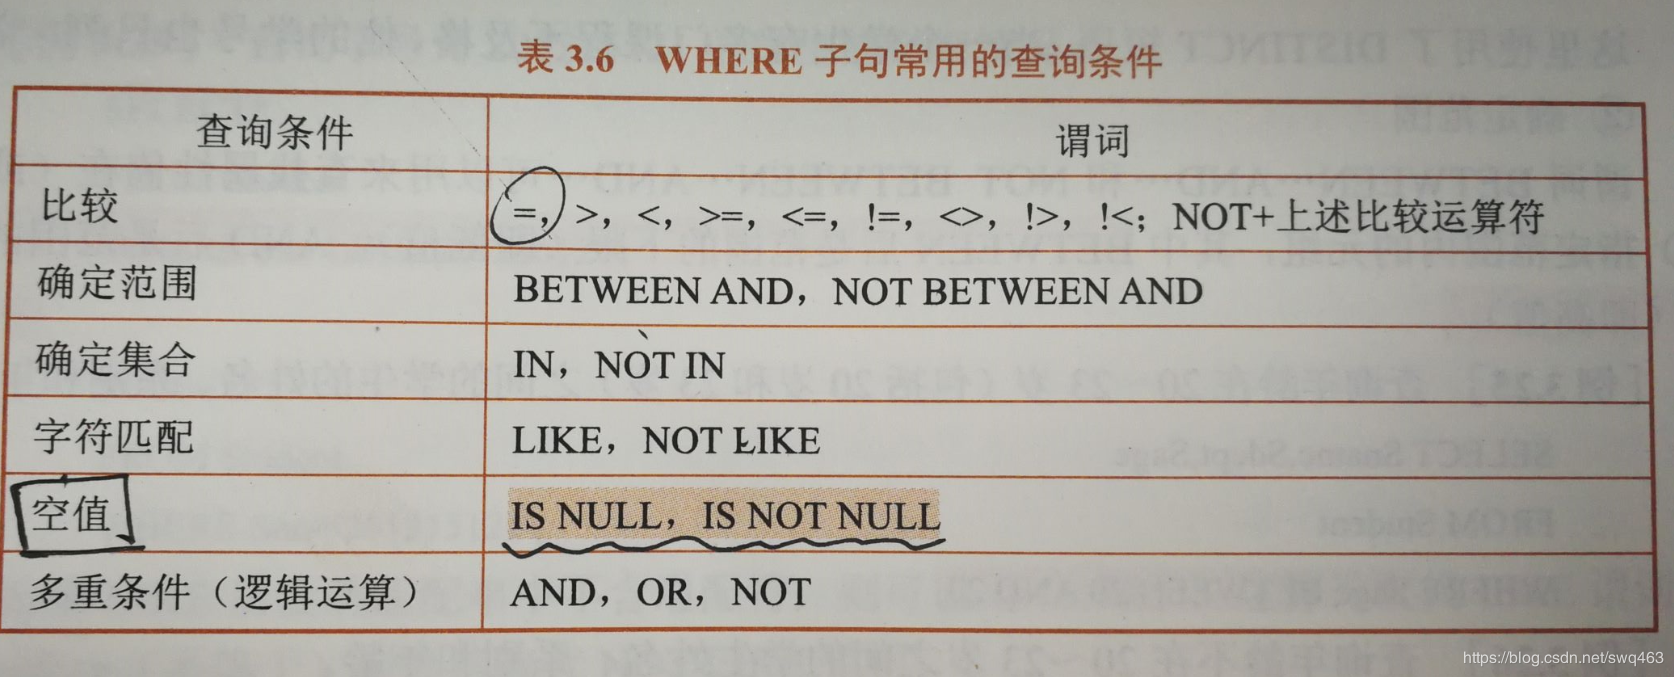 表 3.6 WHERE 子句常用的查询条件
查询条件 谓词
比较 =，>，<，>=，<=，!=，<>，!>，!<；NOT+上述比较运算符
确定范围 BETWEEN AND，NOT BETWEEN AND
确定集合 IN，NOT IN
字符匹配 LIKE，NOT LIKE
空值 IS NULL，IS NOT NULL
多重条件（逻辑运算） AND，OR，NOT
https://blog.csdn.net/swq463